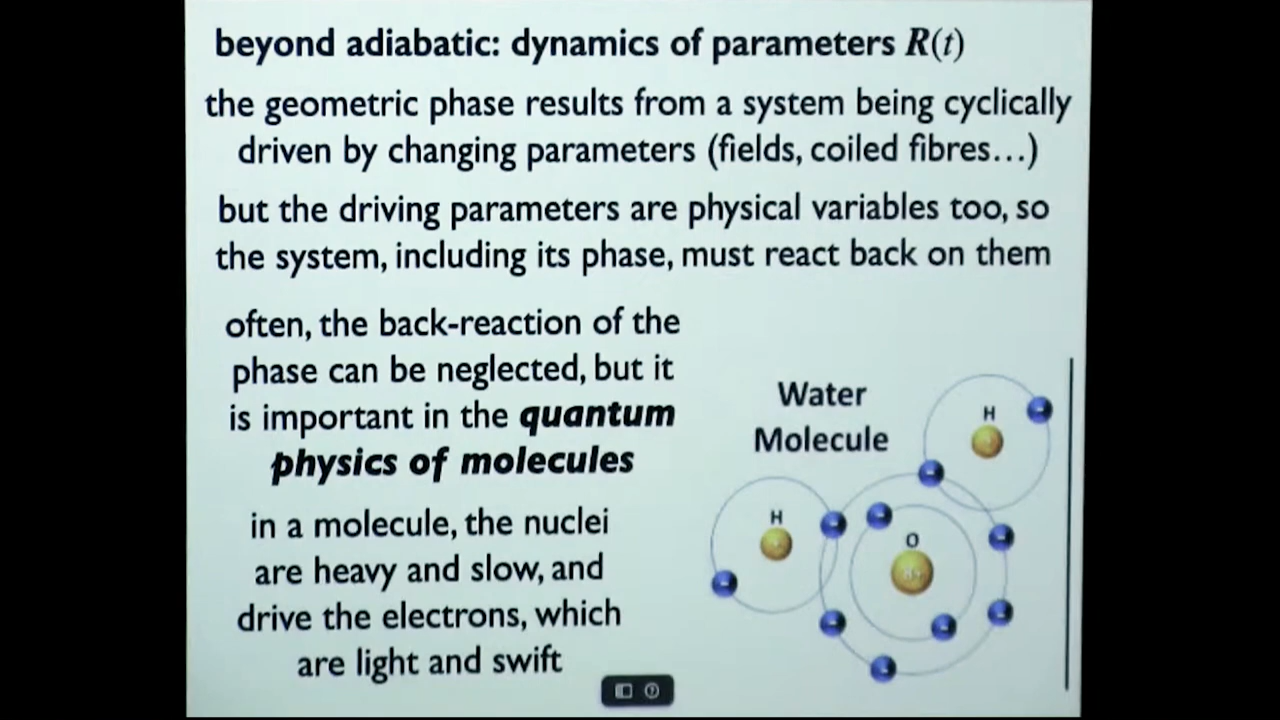 beyond adiabatic: dynamics of parameters R(t)
the geometric phase results from a system being cyclically
driven by changing parameters (fields, coiled fibres…)
but the driving parameters are physical variables too, so
the system, including its phase, must react back on them
often, the back-reaction of the
phase can be neglected, but it
is important in the quantum
physics of molecules
in a molecule, the nuclei
are heavy and slow, and
drive the electrons, which
are light and swift
Water
Molecule
H
H
O